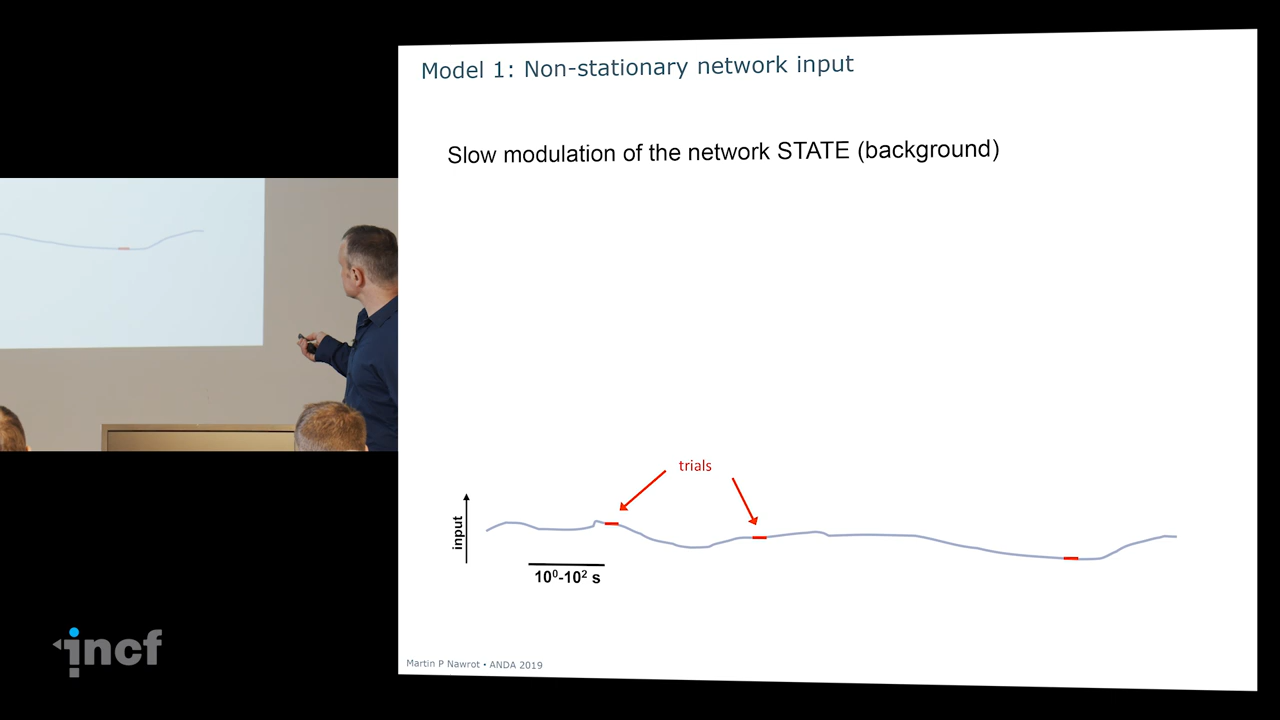 Model 1: Non-stationary network input
Slow modulation of the network STATE (background)
trials
input
10⁰-10² s
incf
Martin P Nawrot • ANDA 2019